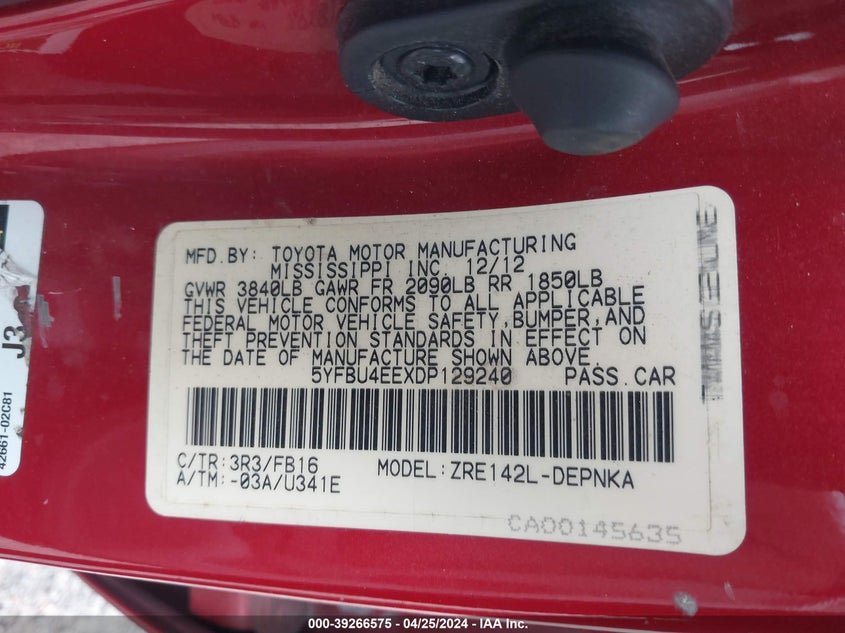 MFD.BY: TOYOTA MOTOR MANUFACTURING
MISSISSIPPI INC. 12/12
GVWR 3840LB GAWR FR 2090LB RR 1850LB
THIS VEHICLE CONFORMS TO ALL APPLICABLE
FEDERAL MOTOR VEHICLE SAFETY,BUMPER,AND
THEFT PREVENTION STANDARDS IN EFFECT ON
THE DATE OF MANUFACTURE SHOWN ABOVE.
5YFBU4EEXDP129240 PASS.CAR
C/TR:3R3/FB16 MODEL:ZRE142L-DEPNKA
A/TM:-03A/U341E
CA00145635
J3
42661-02C81
000-39266575 - 04/25/2024 - IAA Inc.